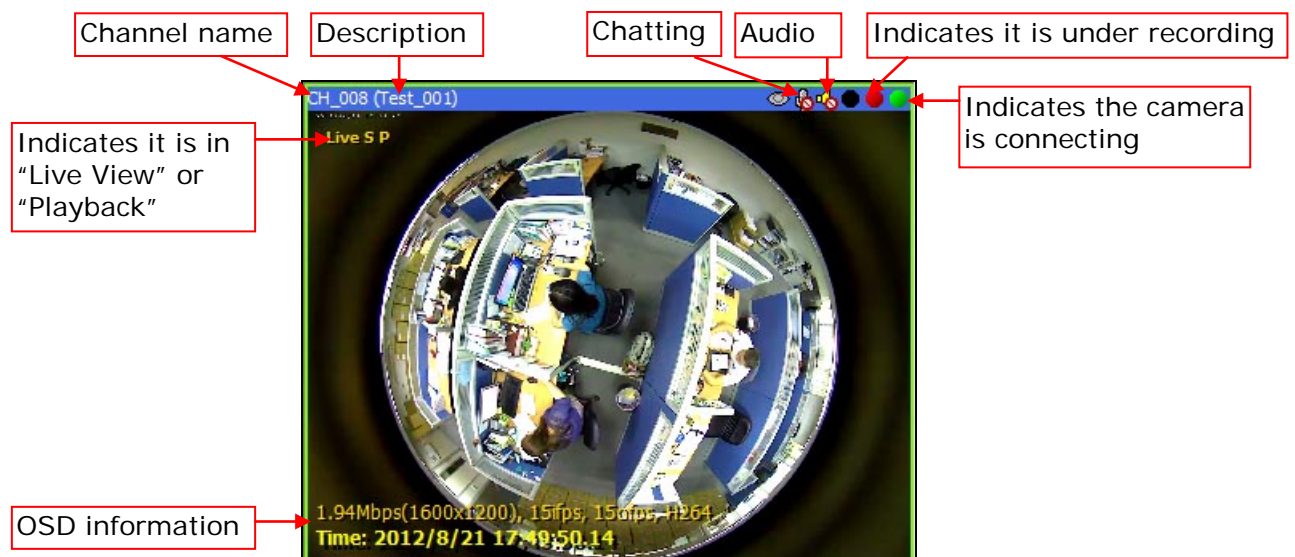 Channel name
Description
Chatting
Audio
Indicates it is under recording
CH_008 (Test_001)
Indicates the camera
is connecting
Live S P
Indicates it is in
“Live View” or
“Playback”
1.94Mbps(1600x1200), 15ifps, 15dfps, H264
OSD information
Time: 2012/8/21 17:49:50.14